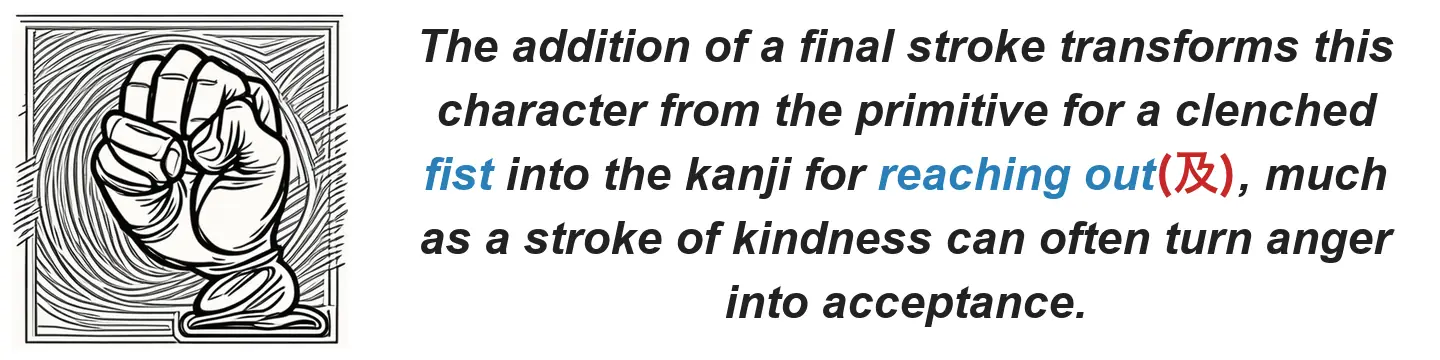 The addition of a final stroke transforms this
character from the primitive for a clenched
fist into the kanji for reaching out(及), much
as a stroke of kindness can often turn anger
into acceptance.